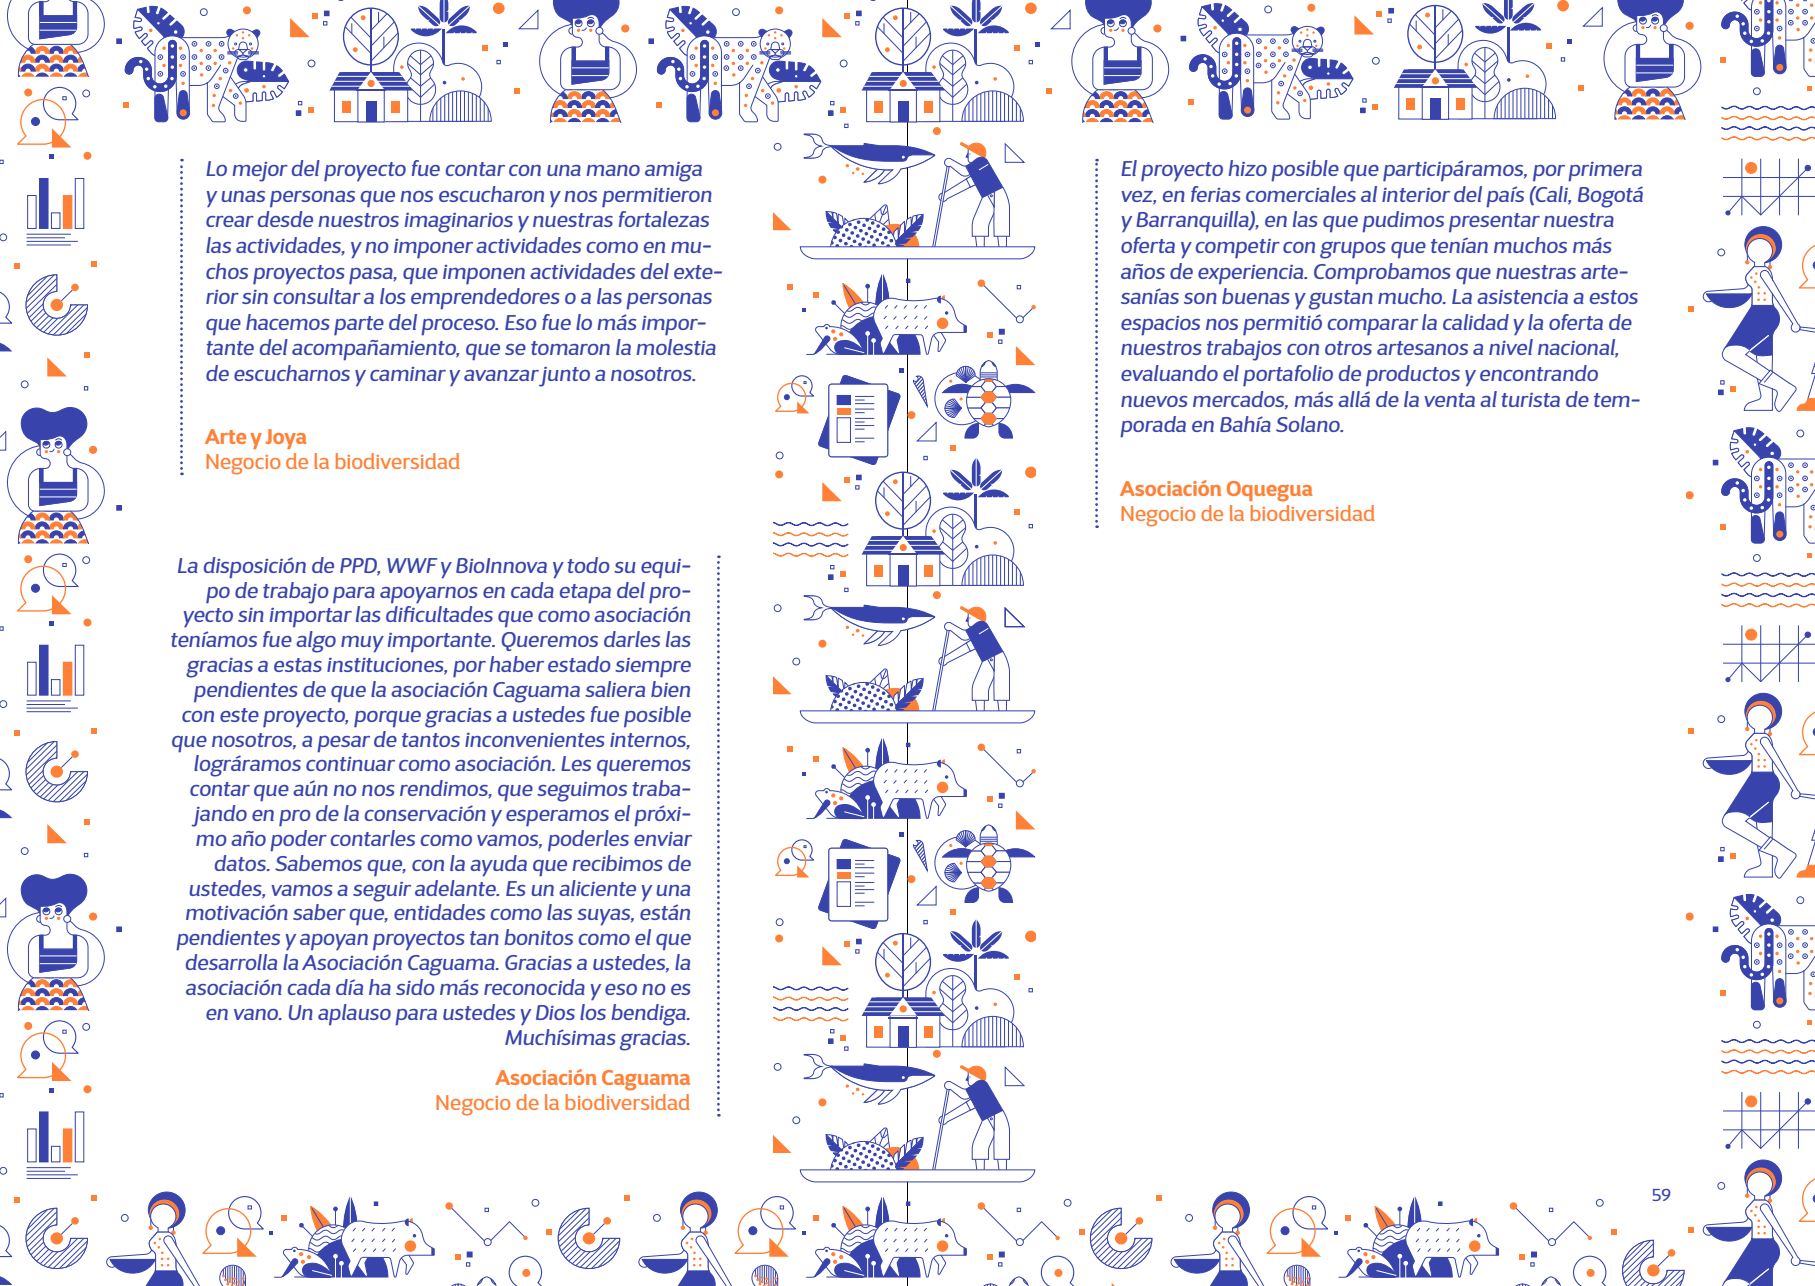 Lo mejor del proyecto fue contar con una mano amiga
y unas personas que nos escucharon y nos permitieron
crear desde nuestros imaginarios y nuestras fortalezas
las actividades, y no imponer actividades como en mu-
chos proyectos pasa, que imponen actividades del exte-
rior sin consultar a los emprendedores o a las personas
que hacemos parte del proceso. Eso fue lo más impor-
tante del acompañamiento, que se tomaron la molestia
de escucharnos y caminar y avanzar junto a nosotros.
Arte y Joya
Negocio de la biodiversidad
La disposición de PPD, WWF y BioInnova y todo su equi-
po de trabajo para apoyarnos en cada etapa del pro-
yecto sin importar las dificultades que como asociación
teníamos fue algo muy importante. Queremos darles las
gracias a estas instituciones, por haber estado siempre
pendientes de que la asociación Caguama saliera bien
con este proyecto, porque gracias a ustedes fue posible
que nosotros, a pesar de tantos inconvenientes internos,
lográramos continuar como asociación. Les queremos
contar que aún no nos rendimos, que seguimos traba-
jando en pro de la conservación y esperamos el próxi-
mo año poder contarles como vamos, poderles enviar
datos. Sabemos que, con la ayuda que recibimos de
ustedes, vamos a seguir adelante. Es un aliciente y una
motivación saber que, entidades como las suyas, están
pendientes y apoyan proyectos tan bonitos como el que
desarrolla la Asociación Caguama. Gracias a ustedes, la
asociación cada día ha sido más reconocida y eso no es
en vano. Un aplauso para ustedes y Dios los bendiga.
Muchísimas gracias.
Asociación Caguama
Negocio de la biodiversidad
El proyecto hizo posible que participáramos, por primera
vez, en ferias comerciales al interior del país (Cali, Bogotá
y Barranquilla), en las que pudimos presentar nuestra
oferta y competir con grupos que tenían muchos más
años de experiencia. Comprobamos que nuestras arte-
sanías son buenas y gustan mucho. La asistencia a estos
espacios nos permitió comparar la calidad y la oferta de
nuestros trabajos con otros artesanos a nivel nacional,
evaluando el portafolio de productos y encontrando
nuevos mercados, más allá de la venta al turista de tem-
porada en Bahía Solano.
Asociación Oquegua
Negocio de la biodiversidad
59